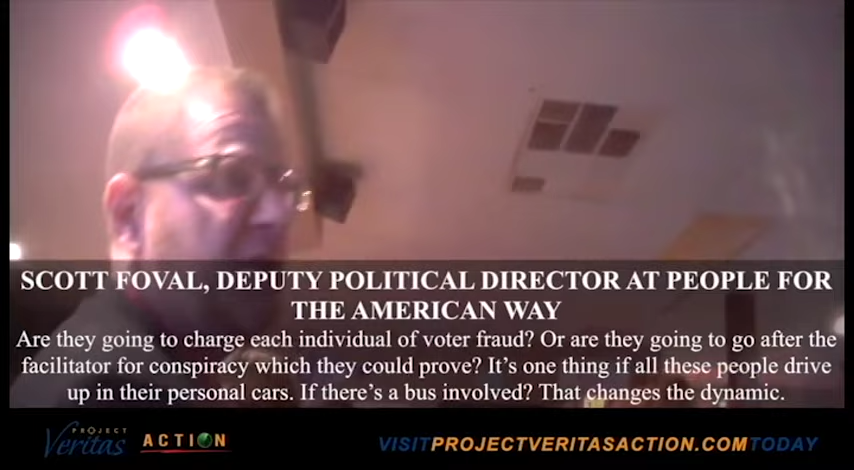 SCOTT FOVAL, DEPUTY POLITICAL DIRECTOR AT PEOPLE FOR
THE AMERICAN WAY
Are they going to charge each individual of voter fraud? Or are they going to go after the
facilitator for conspiracy which they could prove? It's one thing if all these people drive
up in their personal cars. If there's a bus involved? That changes the dynamic.
PROJECT
Veritas ACTION
VISITPROJECTVERITASACTION.COMTODAY